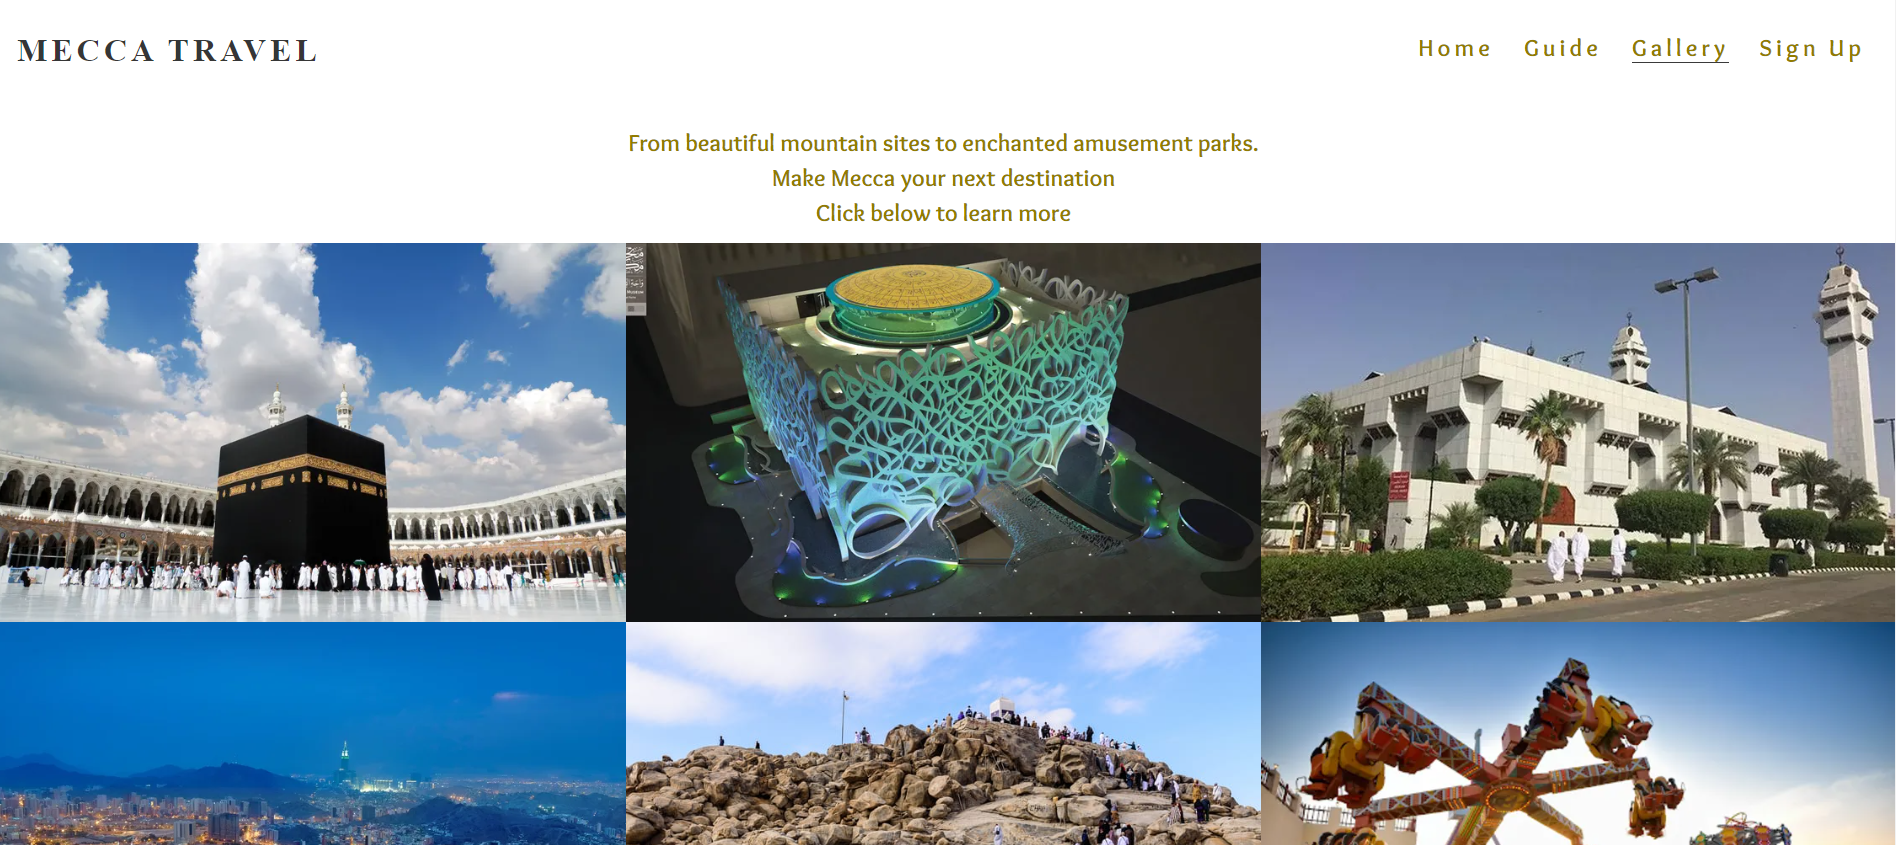 MECCA TRAVEL
Home
Guide
Gallery
Sign Up
From beautiful mountain sites to enchanted amusement parks.
Make Mecca your next destination
Click below to learn more